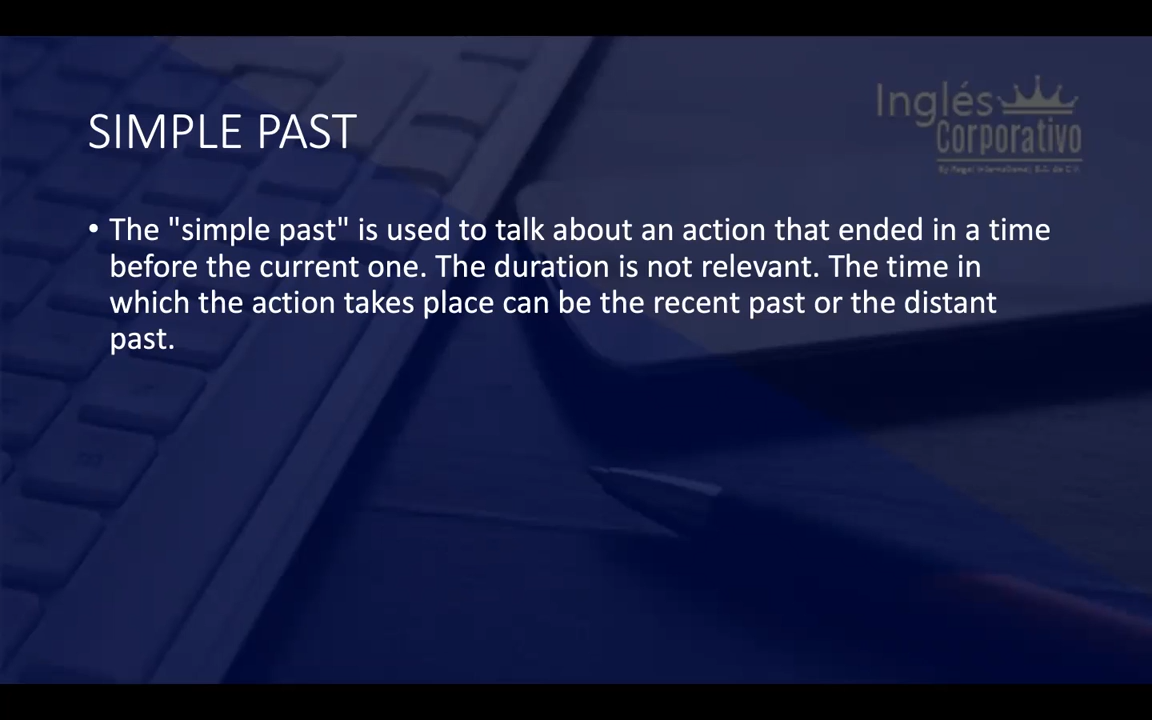 Inglés
Corporativo
SIMPLE PAST
• The "simple past" is used to talk about an action that ended in a time
before the current one. The duration is not relevant. The time in
which the action takes place can be the recent past or the distant
past.